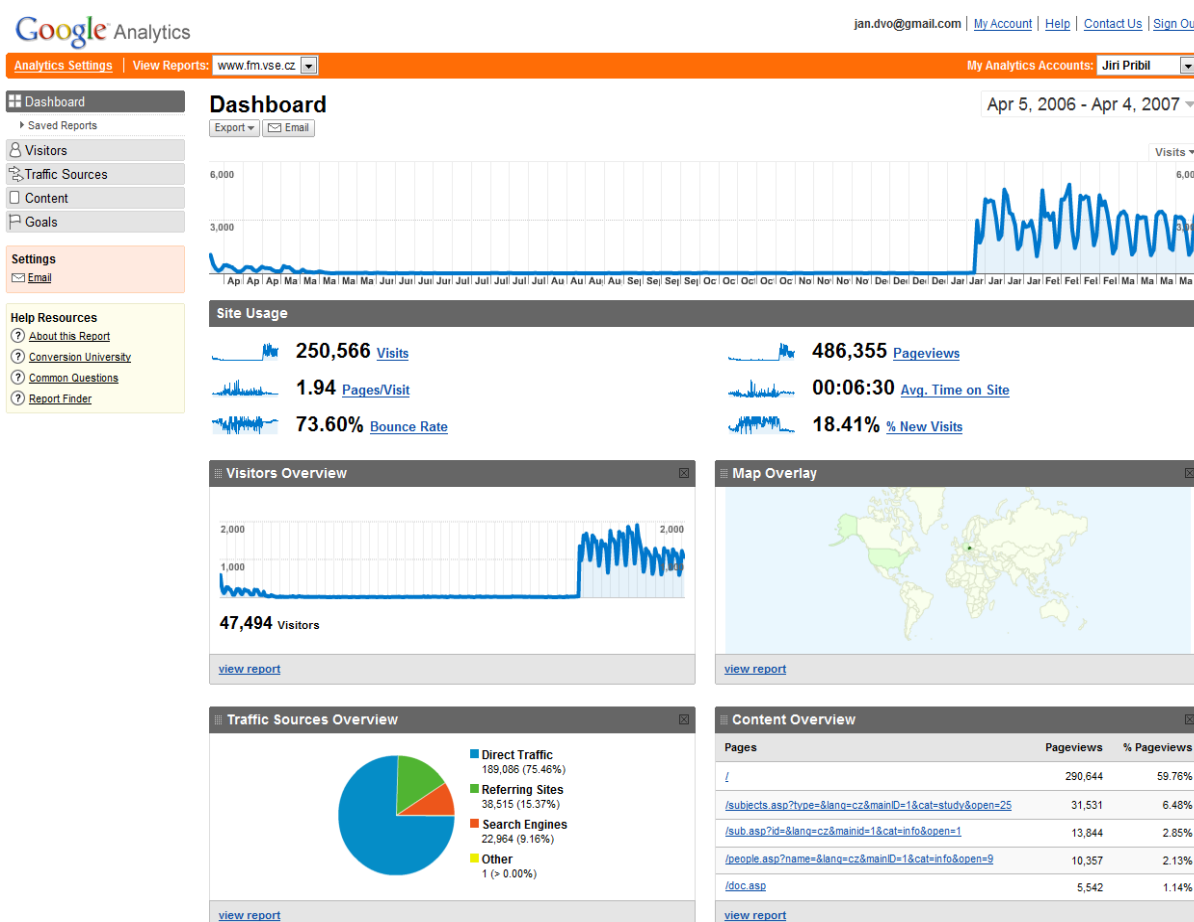 Google Analytics
jan.dvo@gmail.com | My Account | Help | Contact Us | Sign Ou
Analytics Settings | View Reports: www.fm.vse.cz
My Analytics Accounts: Jiri Pribil
Dashboard
Saved Reports
Visitors
Traffic Sources
Content
Goals
Settings
Email
Help Resources
About this Report
Conversion University
Common Questions
Report Finder
Dashboard
Apr 5, 2006 - Apr 4, 2007
Export Email
Visits
6,000 6,00
3,000
Site Usage
250,566 Visits
486,355 Pageviews
1.94 Pages/Visit
00:06:30 Avg. Time on Site
73.60% Bounce Rate
18.41% % New Visits
Visitors Overview
2,000 2,000
1,000
47,494 Visitors
view report
Map Overlay
view report
Traffic Sources Overview
Direct Traffic
189,086 (75.46%)
Referring Sites
38,515 (15.37%)
Search Engines
22,964 (9.16%)
Other
1 (> 0.00%)
view report
Content Overview
Pages Pageviews % Pageviews
/ 290,644 59.76%
/subjects.asp?type=&lang=cz&mainID=1&cat=study&open=25 31,531 6.48%
/sub.asp?id=&lang=cz&mainid=1&cat=info&open=1 13,844 2.85%
/people.asp?name=&lang=cz&mainID=1&cat=info&open=9 10,357 2.13%
/doc.asp 5,542 1.14%
view report